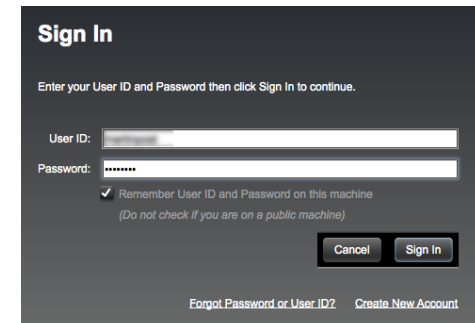 Sign In
Enter your User ID and Password then click Sign In to continue.
User ID:
Password: ••••••••
Remember User ID and Password on this machine
(Do not check if you are on a public machine)
Cancel Sign In
Forgot Password or User ID? Create New Account